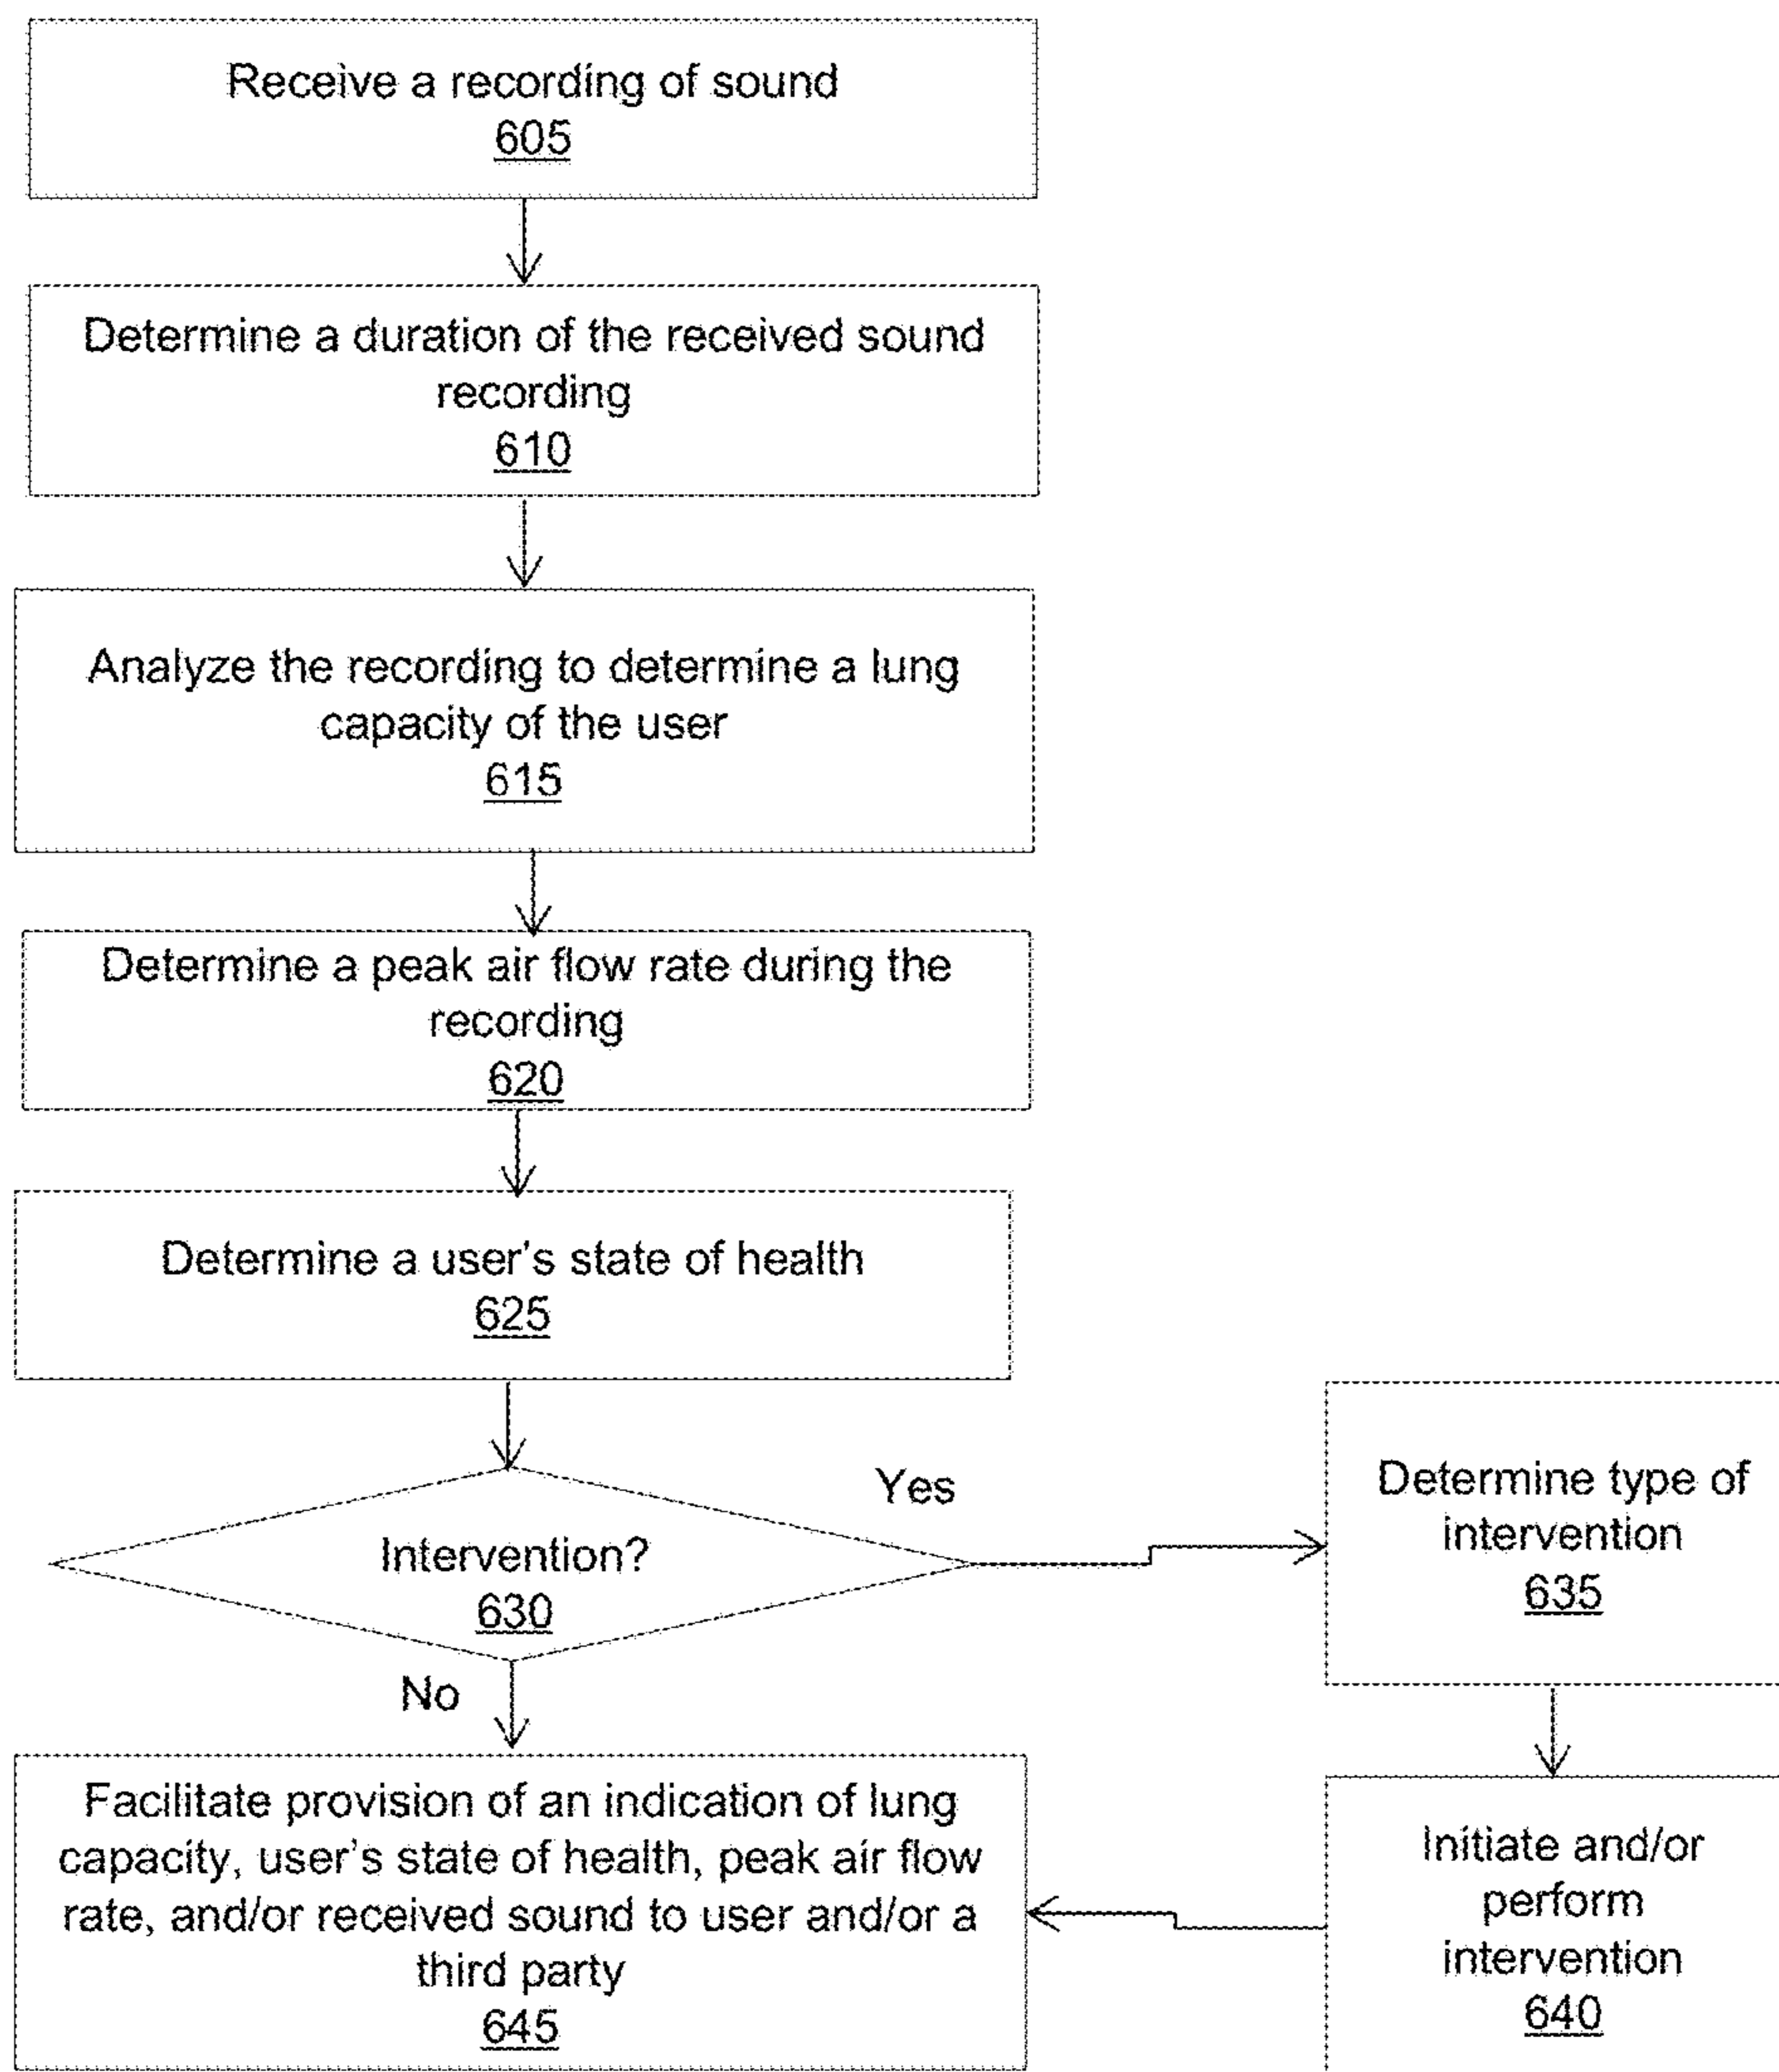 Receive a recording of sound
605
Determine a duration of the received sound
recording
610
Analyze the recording to determine a lung
capacity of the user
615
Determine a peak air flow rate during the
recording
620
Determine a user's state of health
625
Intervention?
630
Yes
No
Determine type of
intervention
635
Initiate and/or
perform
intervention
640
Facilitate provision of an indication of lung
capacity, user's state of health, peak air flow
rate, and/or received sound to user and/or a
third party
645